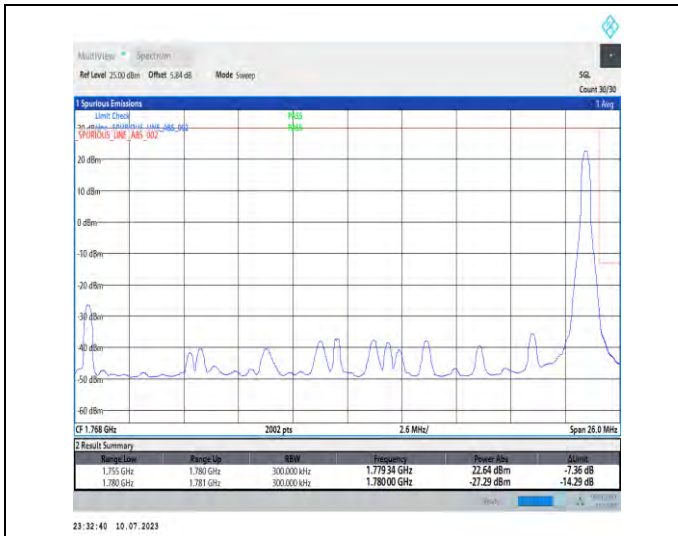 MultiView Spectrum
Ref Level 25.00 dBm Offset 5.84 dB Mode Sweep SGL
Count 30/30
1 Spurious Emissions 1 Avg
Limit Check PASS
PASS
SPURIOUS_LINE_ABS_002
20 dBm
10 dBm
0 dBm
-10 dBm
-20 dBm
-30 dBm
-40 dBm
-50 dBm
-60 dBm
CF 1.768 GHz 2002 pts 2.6 MHz/ Span 26.0 MHz
2 Result Summary
Range Low Range Up RBW Frequency Power Abs ΔLimit
1.755 GHz 1.780 GHz 300.000 kHz 1.779 34 GHz 22.64 dBm -7.36 dB
1.780 GHz 1.781 GHz 300.000 kHz 1.780 00 GHz -27.29 dBm -14.29 dB
Ready
23:32:40 10.07.2023